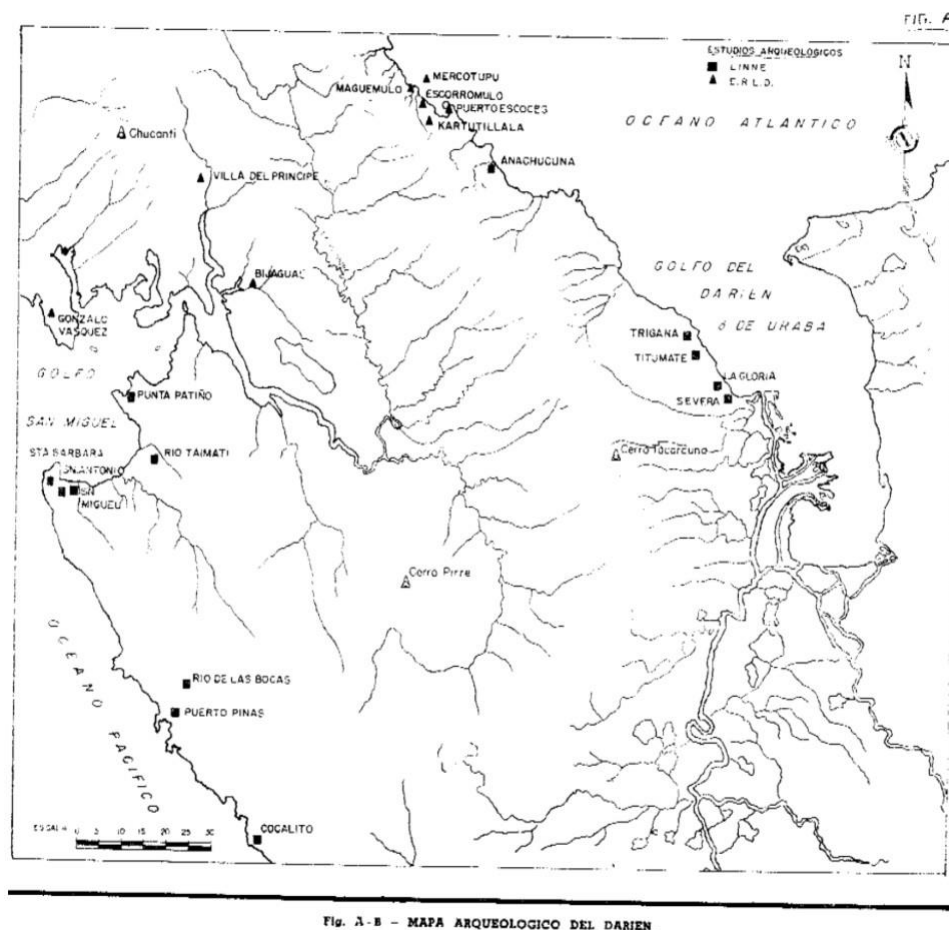 FIG. A
ESTUDIOS ARQUEOLÓGICOS
LINNE
E.R.L.D.
N
MERCOTUPU
MAGUEMULO
ESCORROMULO
PUERTO ESCOCES
KARTUTILLALA
OCEANO ATLANTICO
Chucanti
ANACHUCUNA
VILLA DEL PRINCIPE
GOLFO DEL
DARIEN
ó DE URABA
BIJAGUAL
GONZALO
VASQUEZ
TRIGANA
TITUMATE
GOLFO
LA GLORIA
PUNTA PATIÑO
SEVERA
SAN MIGUEL
STA BARBARA
RIO TAIMATI
Cerro Tacarcuna
SN. ANTONIO
SN
MIGUEL
Cerro Pirre
OCEANO PACIFICO
RIO DE LAS BOCAS
PUERTO PINAS
ESCALA 0 5 10 15 20 25 30
COCALITO
Fig. A-B - MAPA ARQUEOLOGICO DEL DARIEN